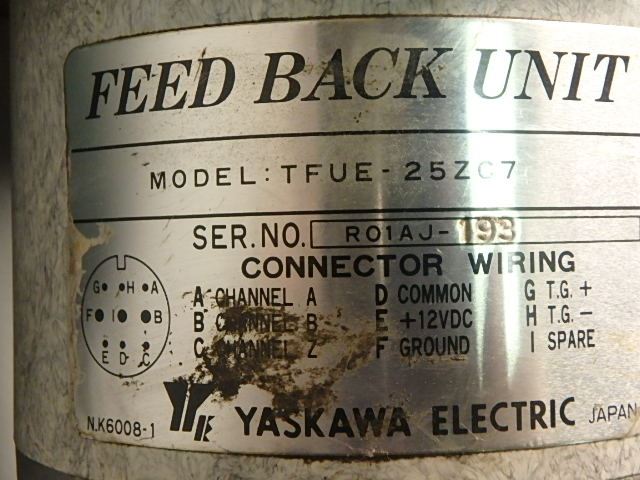 FEED BACK UNIT
MODEL: TFUE-25ZC7
SER.NO. R01AJ-193
CONNECTOR WIRING
G H A
F I B
E D C
A CHANNEL A D COMMON G T.G. +
B CHANNEL B E +12VDC H T.G. -
C CHANNEL Z F GROUND I SPARE
N.K6008-1 YASKAWA ELECTRIC JAPAN